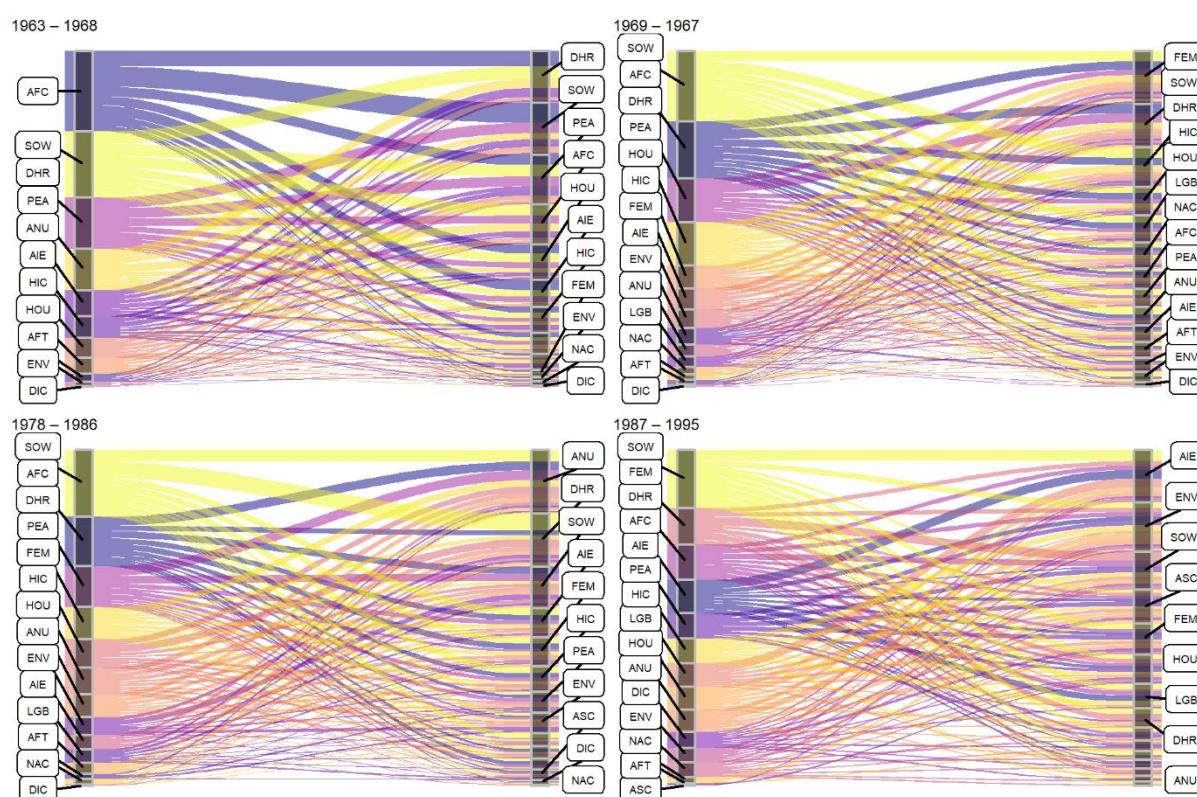 1963 – 1968
AFC
SOW
DHR
PEA
ANU
AIE
HIC
HOU
AFT
ENV
DIC
DHR
SOW
PEA
AFC
HOU
AIE
HIC
FEM
ENV
NAC
DIC
1969 – 1967
SOW
AFC
DHR
PEA
HOU
HIC
FEM
AIE
ENV
ANU
LGB
NAC
AFT
DIC
FEM
SOW
DHR
HIC
HOU
LGB
NAC
AFC
PEA
ANU
AIE
AFT
ENV
DIC
1978 – 1986
SOW
AFC
DHR
PEA
FEM
HIC
HOU
ANU
ENV
AIE
LGB
AFT
NAC
DIC
ANU
DHR
SOW
AIE
FEM
HIC
PEA
ENV
ASC
DIC
NAC
1987 – 1995
SOW
FEM
DHR
AFC
AIE
PEA
HIC
LGB
HOU
ANU
DIC
ENV
NAC
AFT
ASC
AIE
ENV
SOW
ASC
FEM
HOU
LGB
DHR
ANU